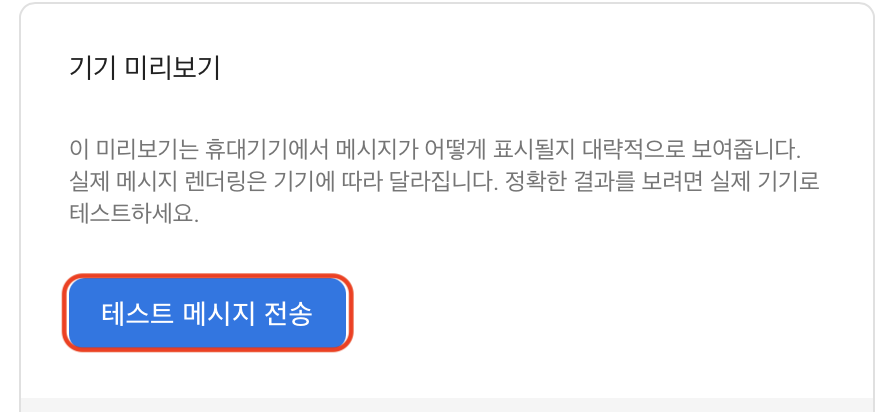 기기 미리보기
이 미리보기는 휴대기기에서 메시지가 어떻게 표시될지 대략적으로 보여줍니다.
실제 메시지 렌더링은 기기에 따라 달라집니다. 정확한 결과를 보려면 실제 기기로
테스트하세요.
테스트 메시지 전송